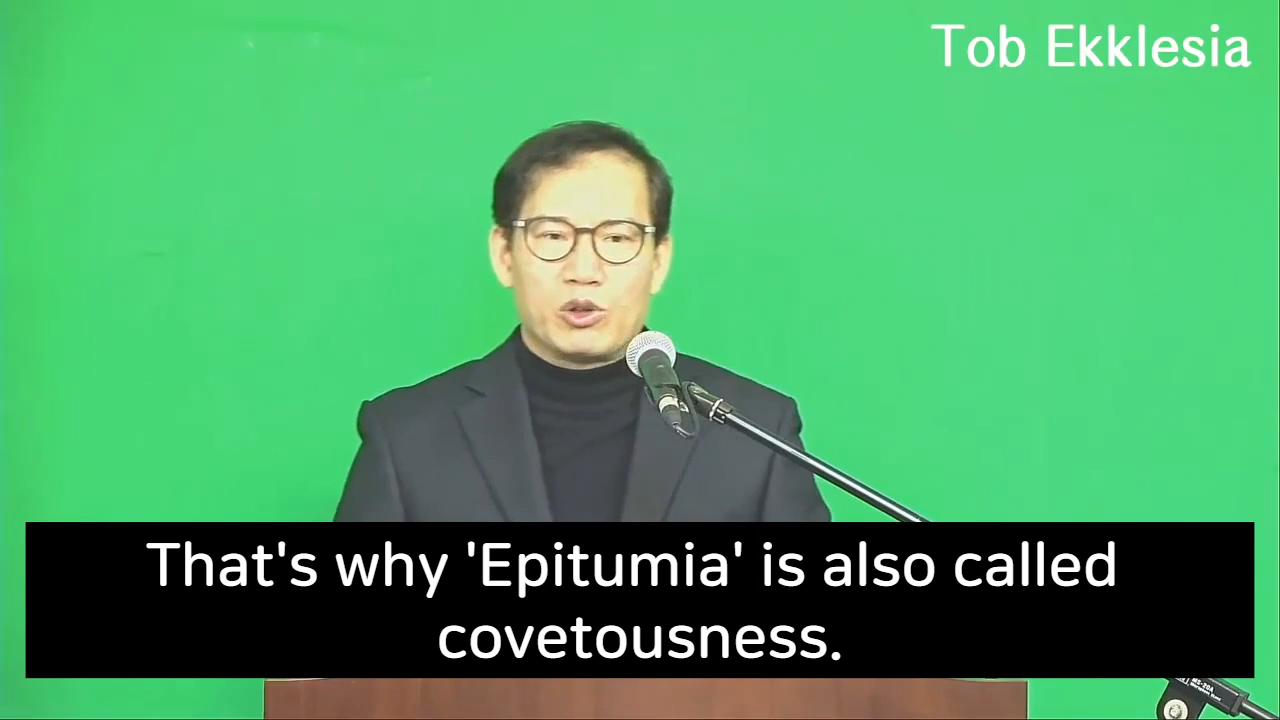 Tob Ekklesia
That's why 'Epitumia' is also called
covetousness.